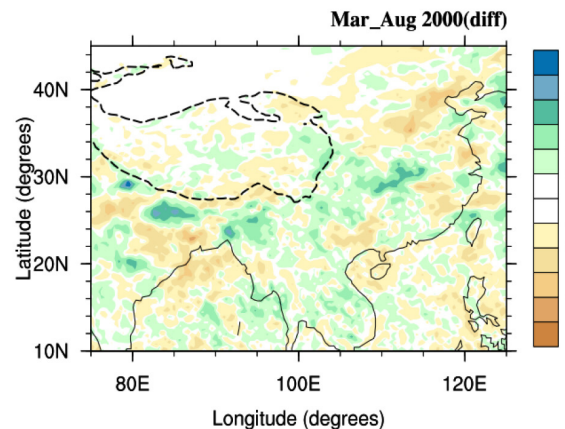 Mar_Aug 2000(diff)
40N
30N
20N
10N
Latitude (degrees)
80E 100E 120E
Longitude (degrees)